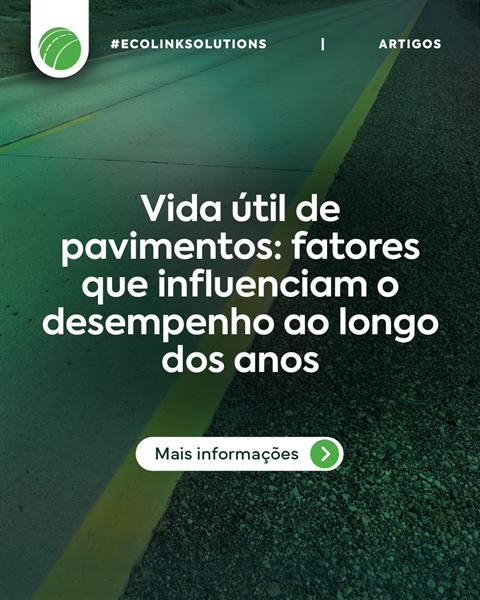 #ECOLINKSOLUTIONS | ARTIGOS
Vida útil de
pavimentos: fatores
que influenciam o
desempenho ao longo
dos anos
Mais informações